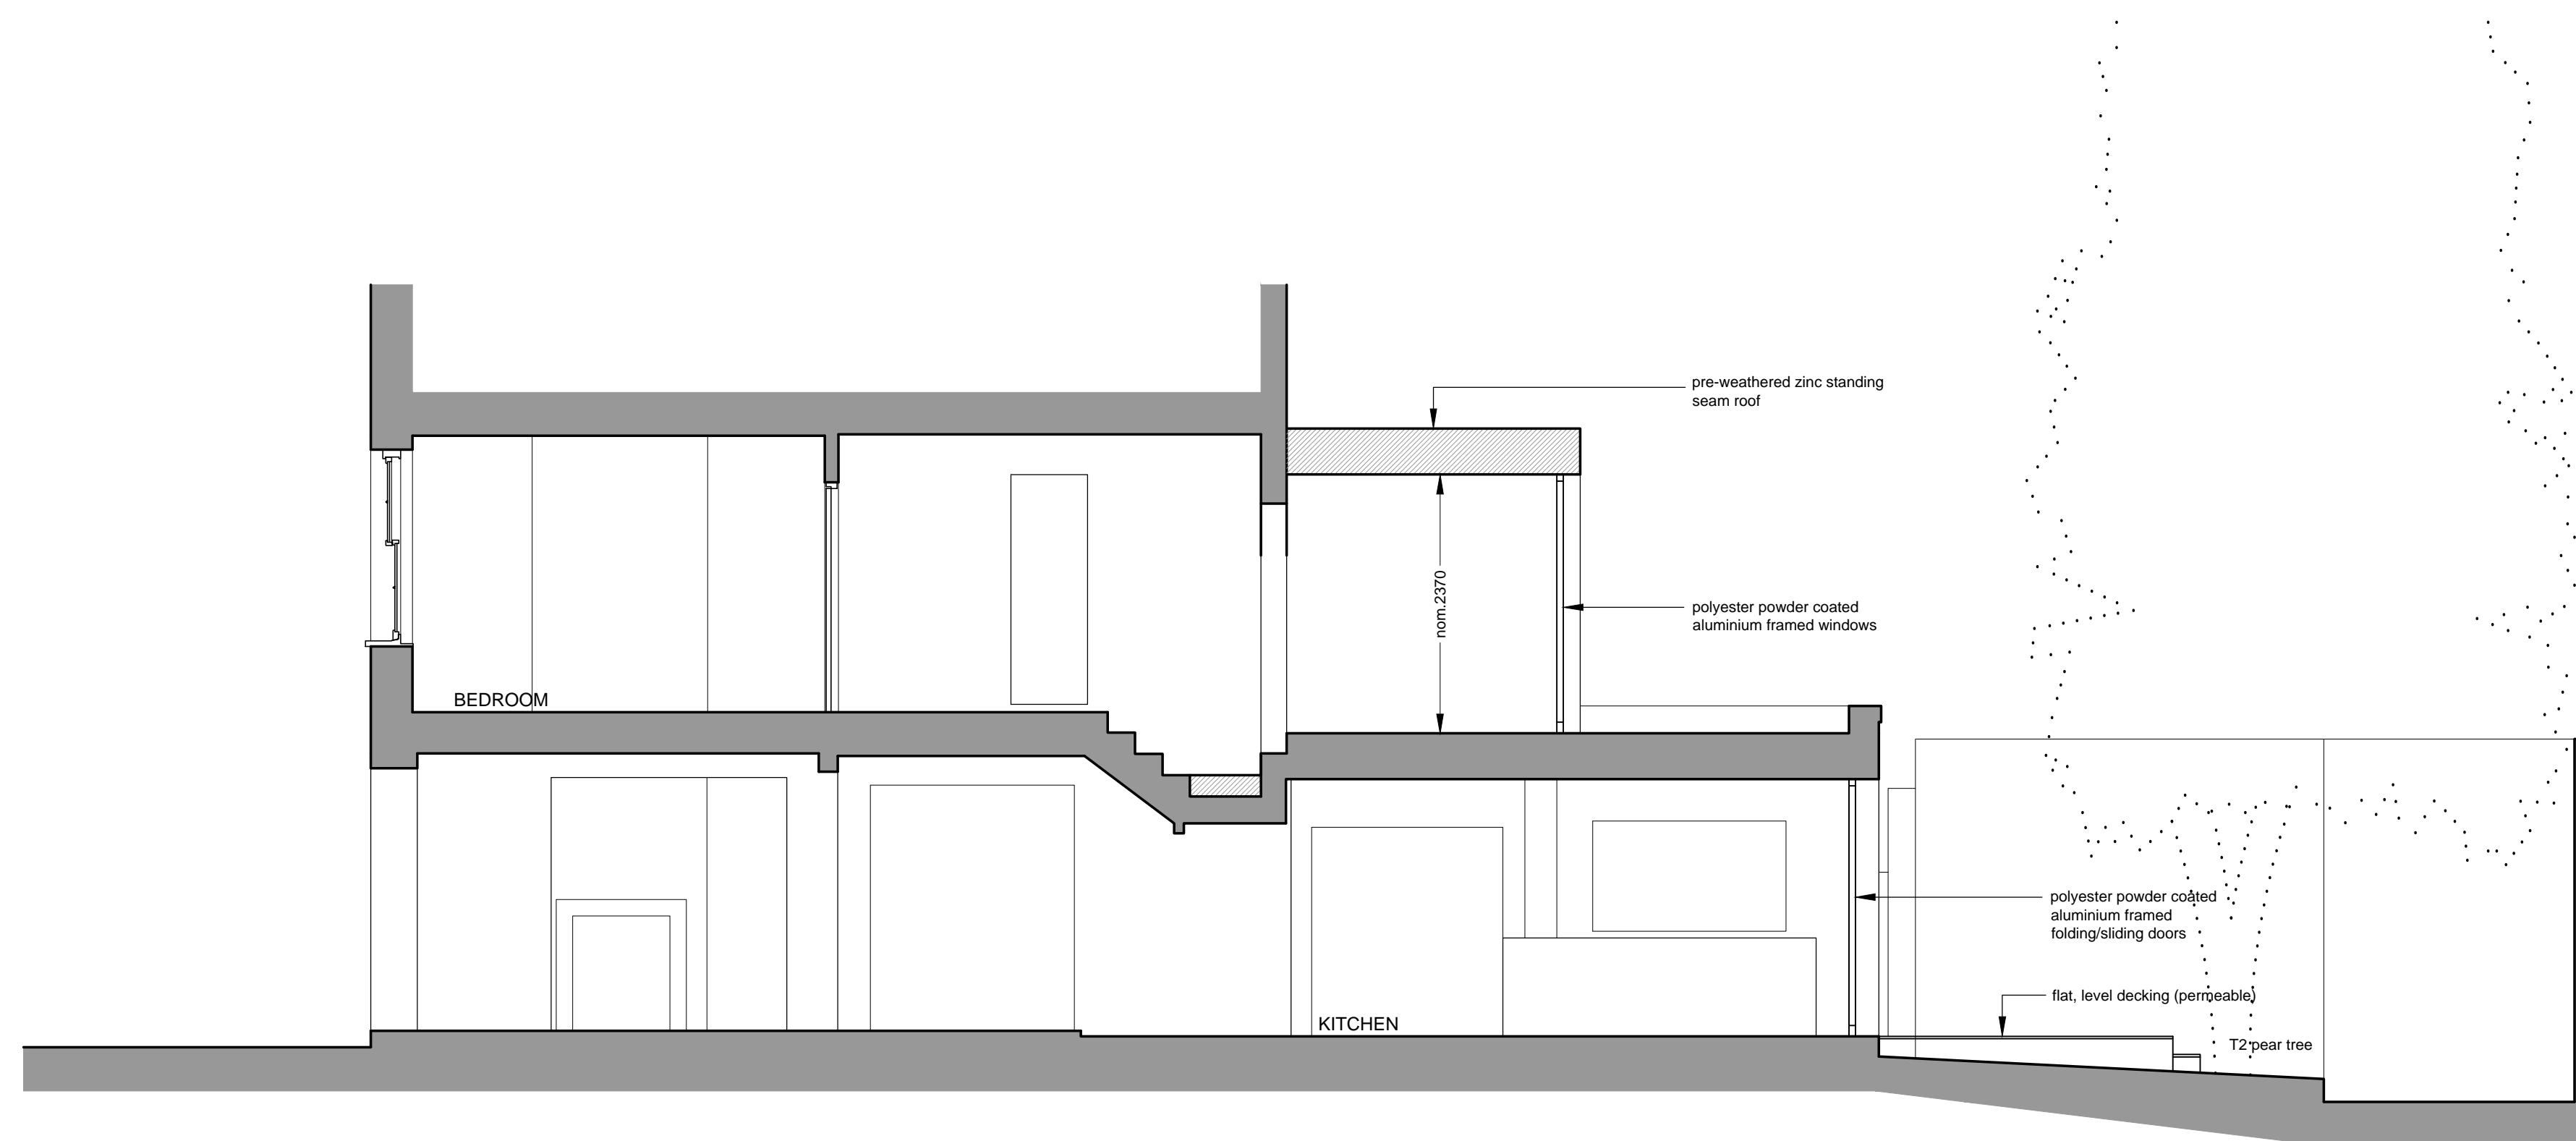 pre-weathered zinc standing
seam roof
nom.2370
polyester powder coated
aluminium framed windows
BEDROOM
polyester powder coated
aluminium framed
folding/sliding doors
flat, level decking (permeable)
KITCHEN
T2 pear tree